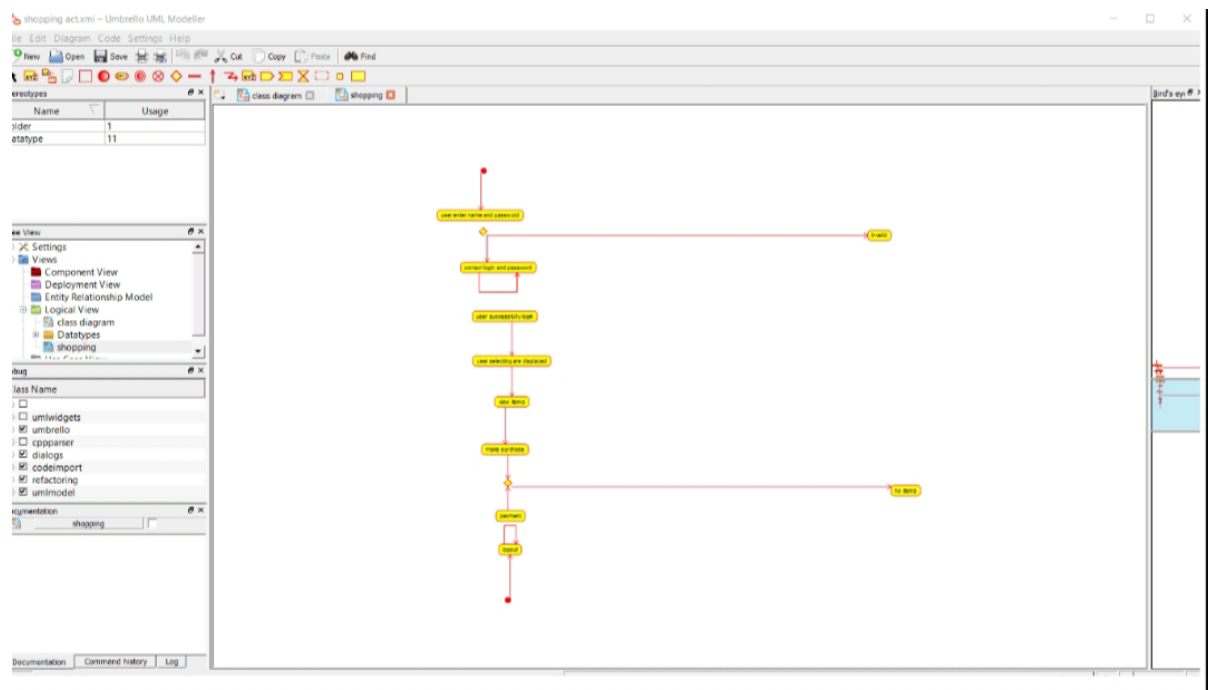 shopping act.xmi – Umbrello UML Modeller
ile Edit Diagram Code Settings Help
New Open Save Cut Copy Paste Find
ereotypes
class diagram shopping
Bird's ey
Name Usage
older 1
atatype 11
ee View
Settings
Views
Component View
Deployment View
Entity Relationship Model
Logical View
class diagram
Datatypes
shopping
bug
lass Name
umlwidgets
umbrello
cppparser
dialogs
codeimport
refactoring
umlmodel
ocumentation
shopping
Documentation Command history Log
user enter name and password
invalid
correct login and password
user successfully login
user selecting are displaced
make purchase
no items
payment
logout